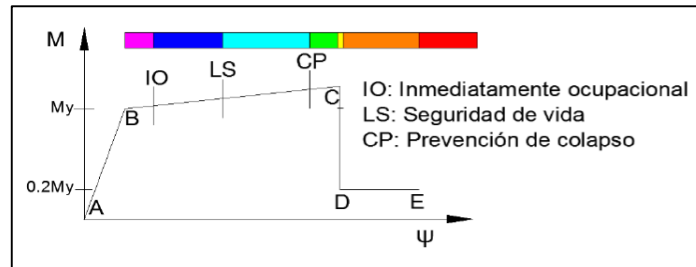 M
IO
LS
CP
My
B
C
IO: Inmediatamente ocupacional
LS: Seguridad de vida
CP: Prevención de colapso
0.2My
A
D
E
Ψ